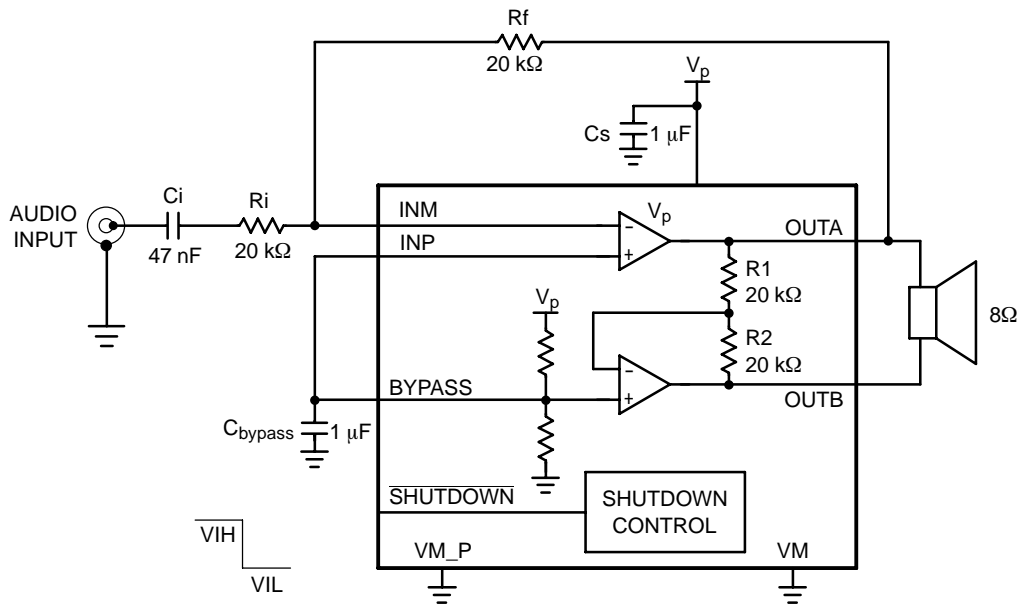 Rf
20 kΩ
Vp
Cs
1 μF
AUDIO
INPUT
Ci
47 nF
Ri
20 kΩ
INM
INP
Vp
OUTA
R1
20 kΩ
Vp
R2
20 kΩ
8Ω
BYPASS
OUTB
Cbypass
1 μF
SHUTDOWN
SHUTDOWN
CONTROL
VIH
VIL
VM_P
VM